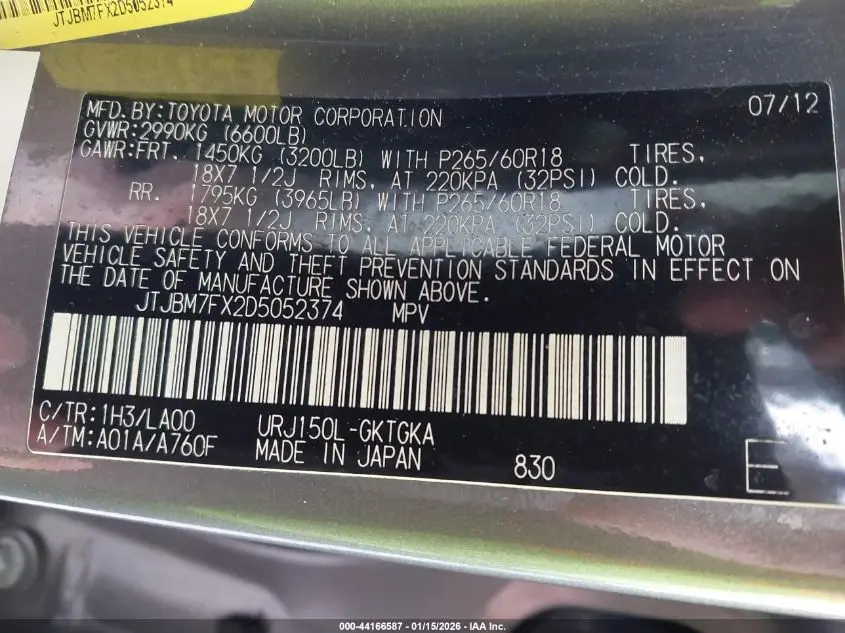 JTJBM7FX2D5052374
MFD.BY:TOYOTA MOTOR CORPORATION 07/12
GVWR:2990KG (6600LB)
GAWR:FRT. 1450KG (3200LB) WITH P265/60R18 TIRES,
18X7 1/2J RIMS, AT 220KPA (32PSI) COLD.
RR. 1795KG (3965LB) WITH P265/60R18 TIRES,
18X7 1/2J RIMS, AT 220KPA (32PSI) COLD.
THIS VEHICLE CONFORMS TO ALL APPLICABLE FEDERAL MOTOR
VEHICLE SAFETY AND THEFT PREVENTION STANDARDS IN EFFECT ON
THE DATE OF MANUFACTURE SHOWN ABOVE.
JTJBM7FX2D5052374 MPV
C/TR:1H3/LA00 URJ150L-GKTGKA
A/TM:A01A/A760F MADE IN JAPAN 830 E
000-44166587 - 01/15/2026 - IAA Inc.